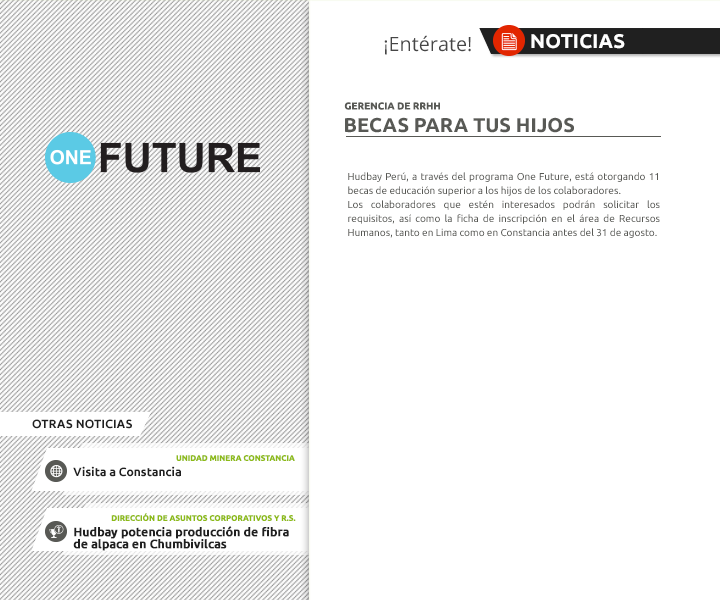 ¡Entérate!
NOTICIAS
GERENCIA DE RRHH
BECAS PARA TUS HIJOS
Hudbay Perú, a través del programa One Future, está otorgando 11
becas de educación superior a los hijos de los colaboradores.
Los colaboradores que estén interesados podrán solicitar los
requisitos, así como la ficha de inscripción en el área de Recursos
Humanos, tanto en Lima como en Constancia antes del 31 de agosto.
ONE FUTURE
OTRAS NOTICIAS
UNIDAD MINERA CONSTANCIA
Visita a Constancia
DIRECCIÓN DE ASUNTOS CORPORATIVOS Y R.S.
Hudbay potencia producción de fibra
de alpaca en Chumbivilcas